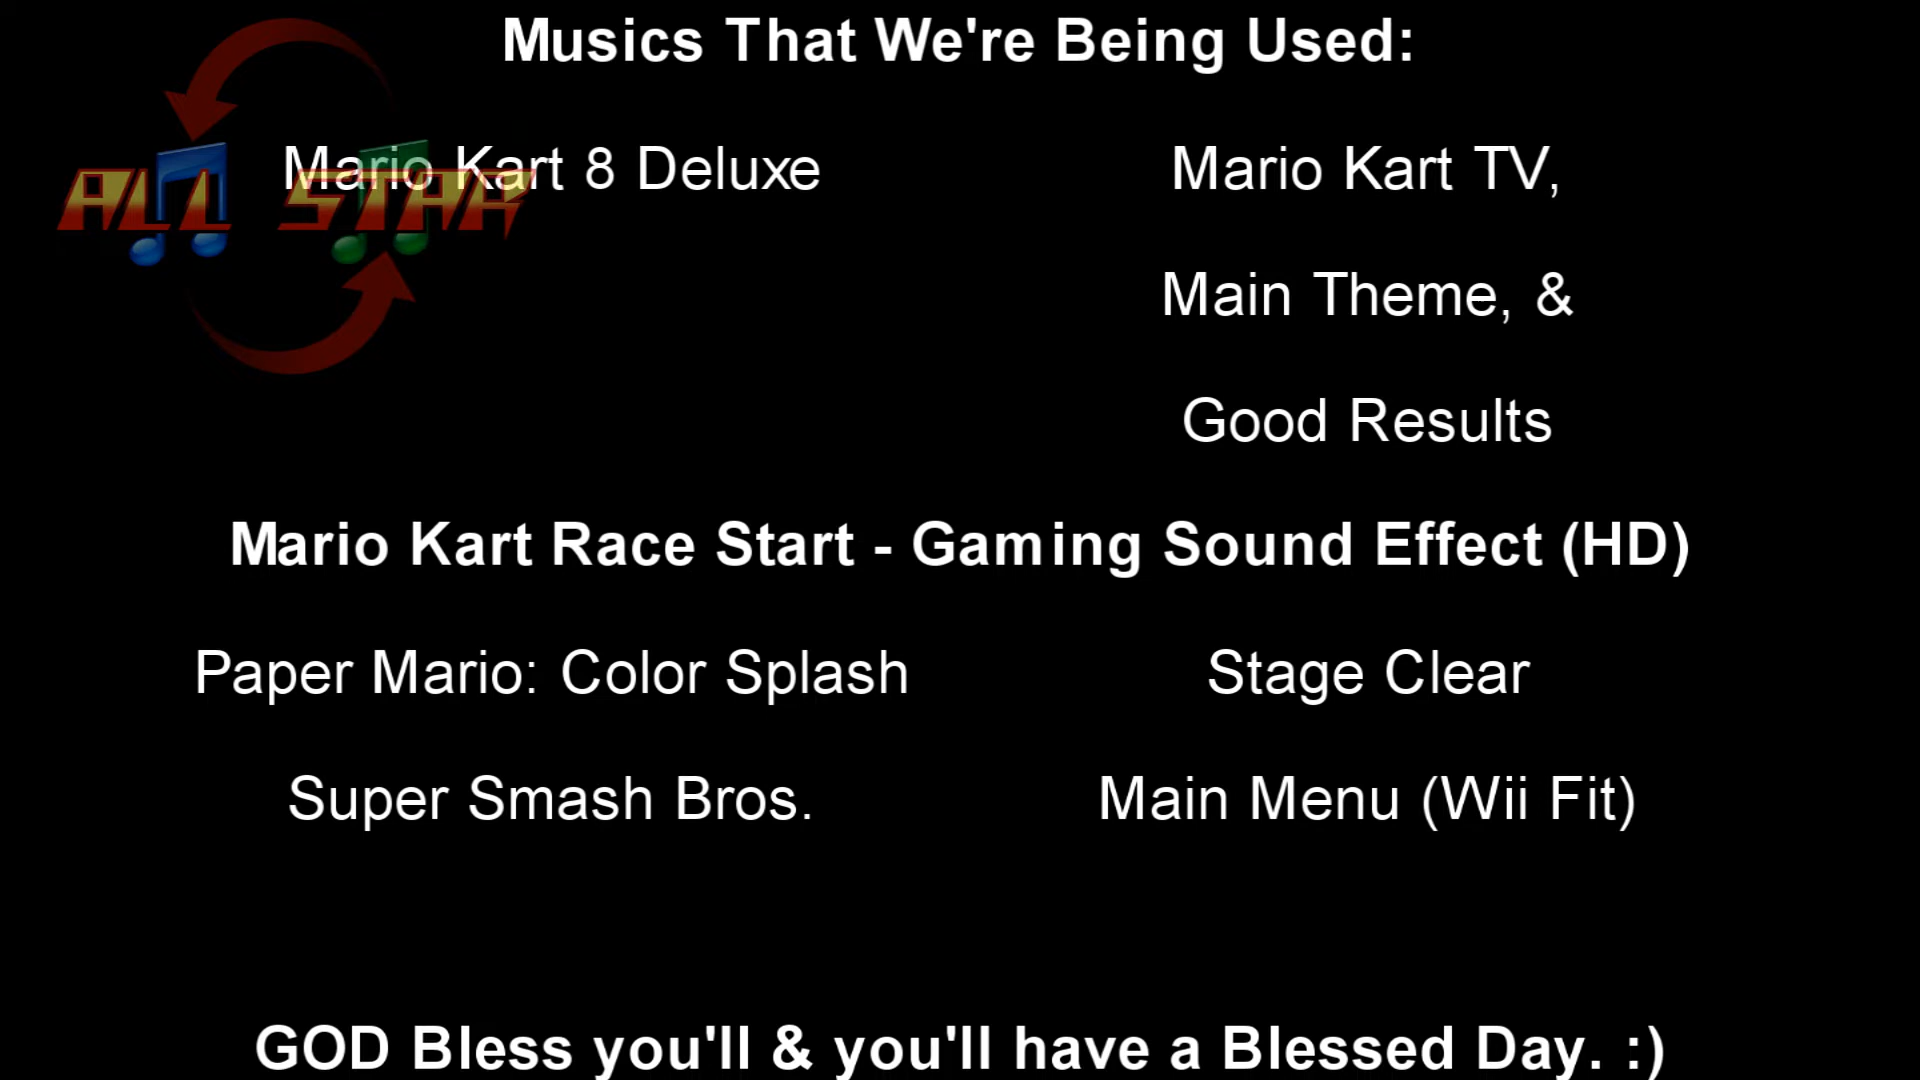 Musics That We're Being Used:
ALL STAR
Mario Kart 8 Deluxe Mario Kart TV,
Main Theme, &
Good Results
Mario Kart Race Start - Gaming Sound Effect (HD)
Paper Mario: Color Splash Stage Clear
Super Smash Bros. Main Menu (Wii Fit)
GOD Bless you'll & you'll have a Blessed Day. :)